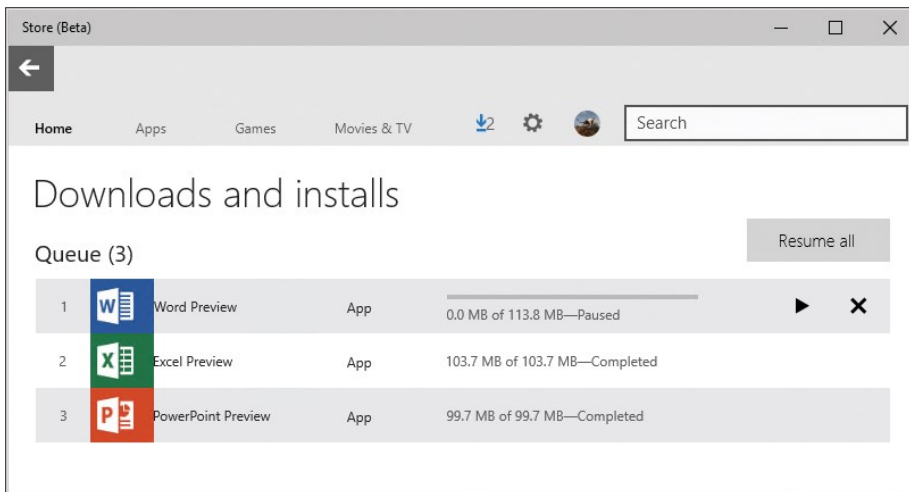 Store (Beta)
Home Apps Games Movies & TV 2 Search
Downloads and installs
Resume all
Queue (3)
1 Word Preview App 0.0 MB of 113.8 MB—Paused
2 Excel Preview App 103.7 MB of 103.7 MB—Completed
3 PowerPoint Preview App 99.7 MB of 99.7 MB—Completed